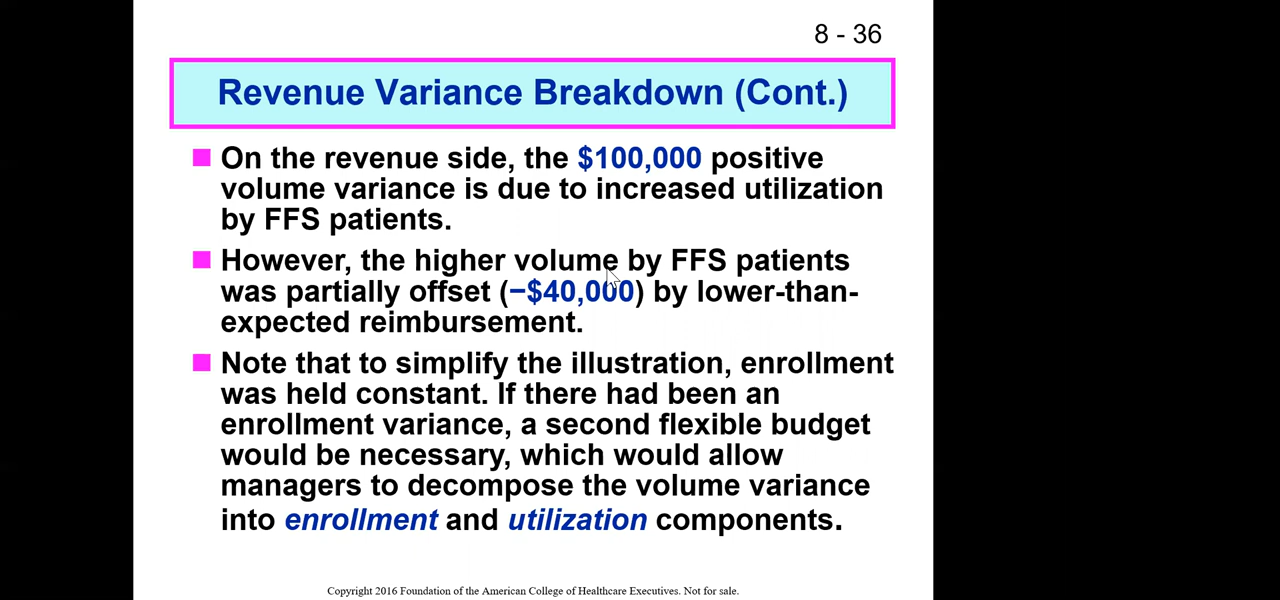 8 - 36
Revenue Variance Breakdown (Cont.)
On the revenue side, the $100,000 positive
volume variance is due to increased utilization
by FFS patients.
However, the higher volume by FFS patients
was partially offset (−$40,000) by lower-than-
expected reimbursement.
Note that to simplify the illustration, enrollment
was held constant. If there had been an
enrollment variance, a second flexible budget
would be necessary, which would allow
managers to decompose the volume variance
into enrollment and utilization components.
Copyright 2016 Foundation of the American College of Healthcare Executives. Not for sale.